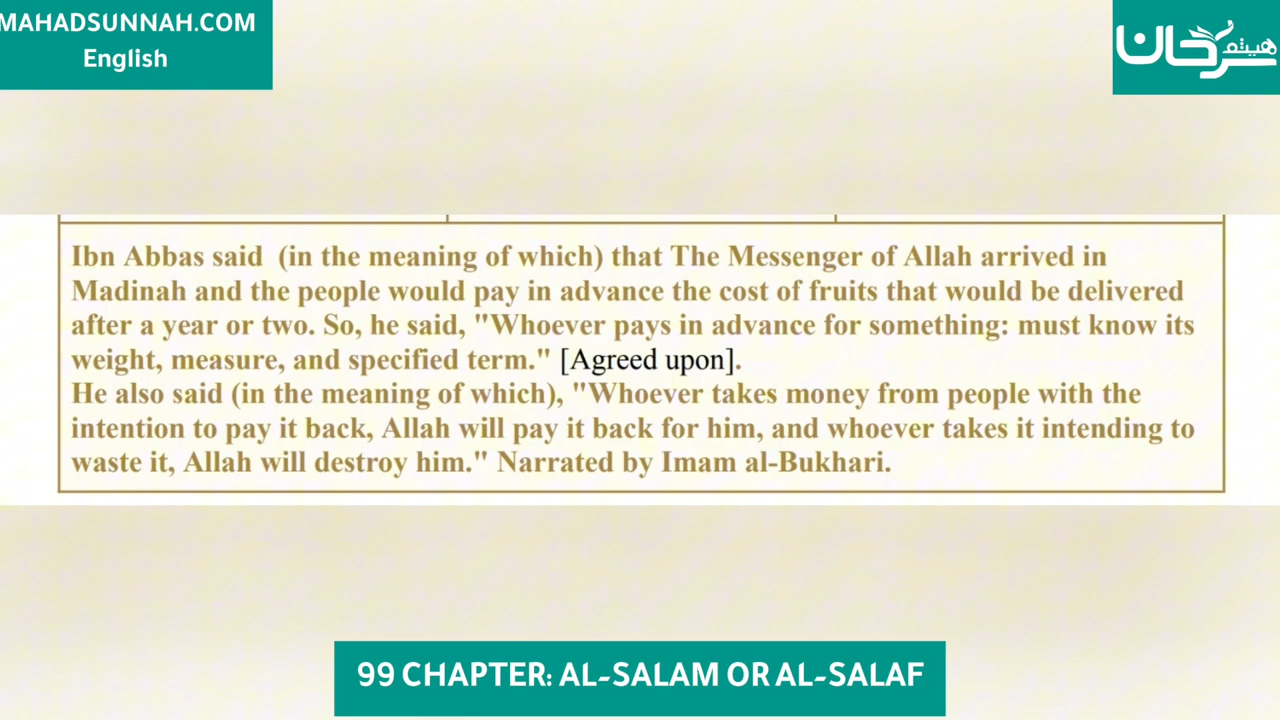 MAHADSUNNAH.COM
English
هيثم
سرحان
Ibn Abbas said (in the meaning of which) that The Messenger of Allah arrived in
Madinah and the people would pay in advance the cost of fruits that would be delivered
after a year or two. So, he said, "Whoever pays in advance for something: must know its
weight, measure, and specified term." [Agreed upon].
He also said (in the meaning of which), "Whoever takes money from people with the
intention to pay it back, Allah will pay it back for him, and whoever takes it intending to
waste it, Allah will destroy him." Narrated by Imam al-Bukhari.
99 CHAPTER: AL-SALAM OR AL-SALAF